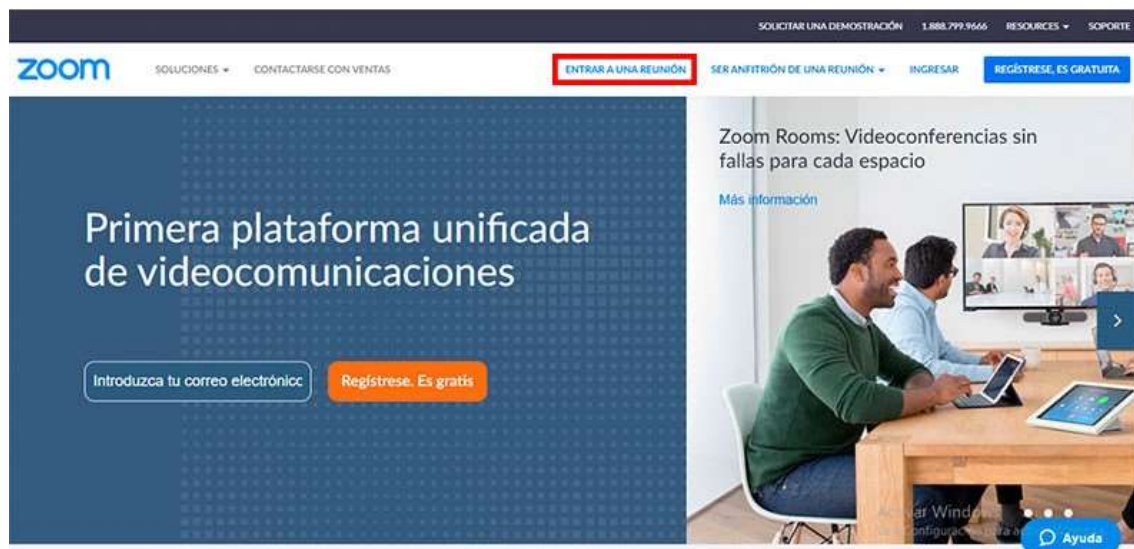 SOLICITAR UNA DEMOSTRACIÓN 1.888.799.9666 RESOURCES SOPORTE
zoom SOLUCIONES CONTACTARSE CON VENTAS ENTRAR A UNA REUNIÓN SER ANFITRIÓN DE UNA REUNIÓN INGRESAR REGÍSTRESE, ES GRATUITA
Primera plataforma unificada
de videocomunicaciones
Introduzca tu correo electrónicc Regístrese. Es gratis
Zoom Rooms: Videoconferencias sin
fallas para cada espacio
Más información
Ayuda